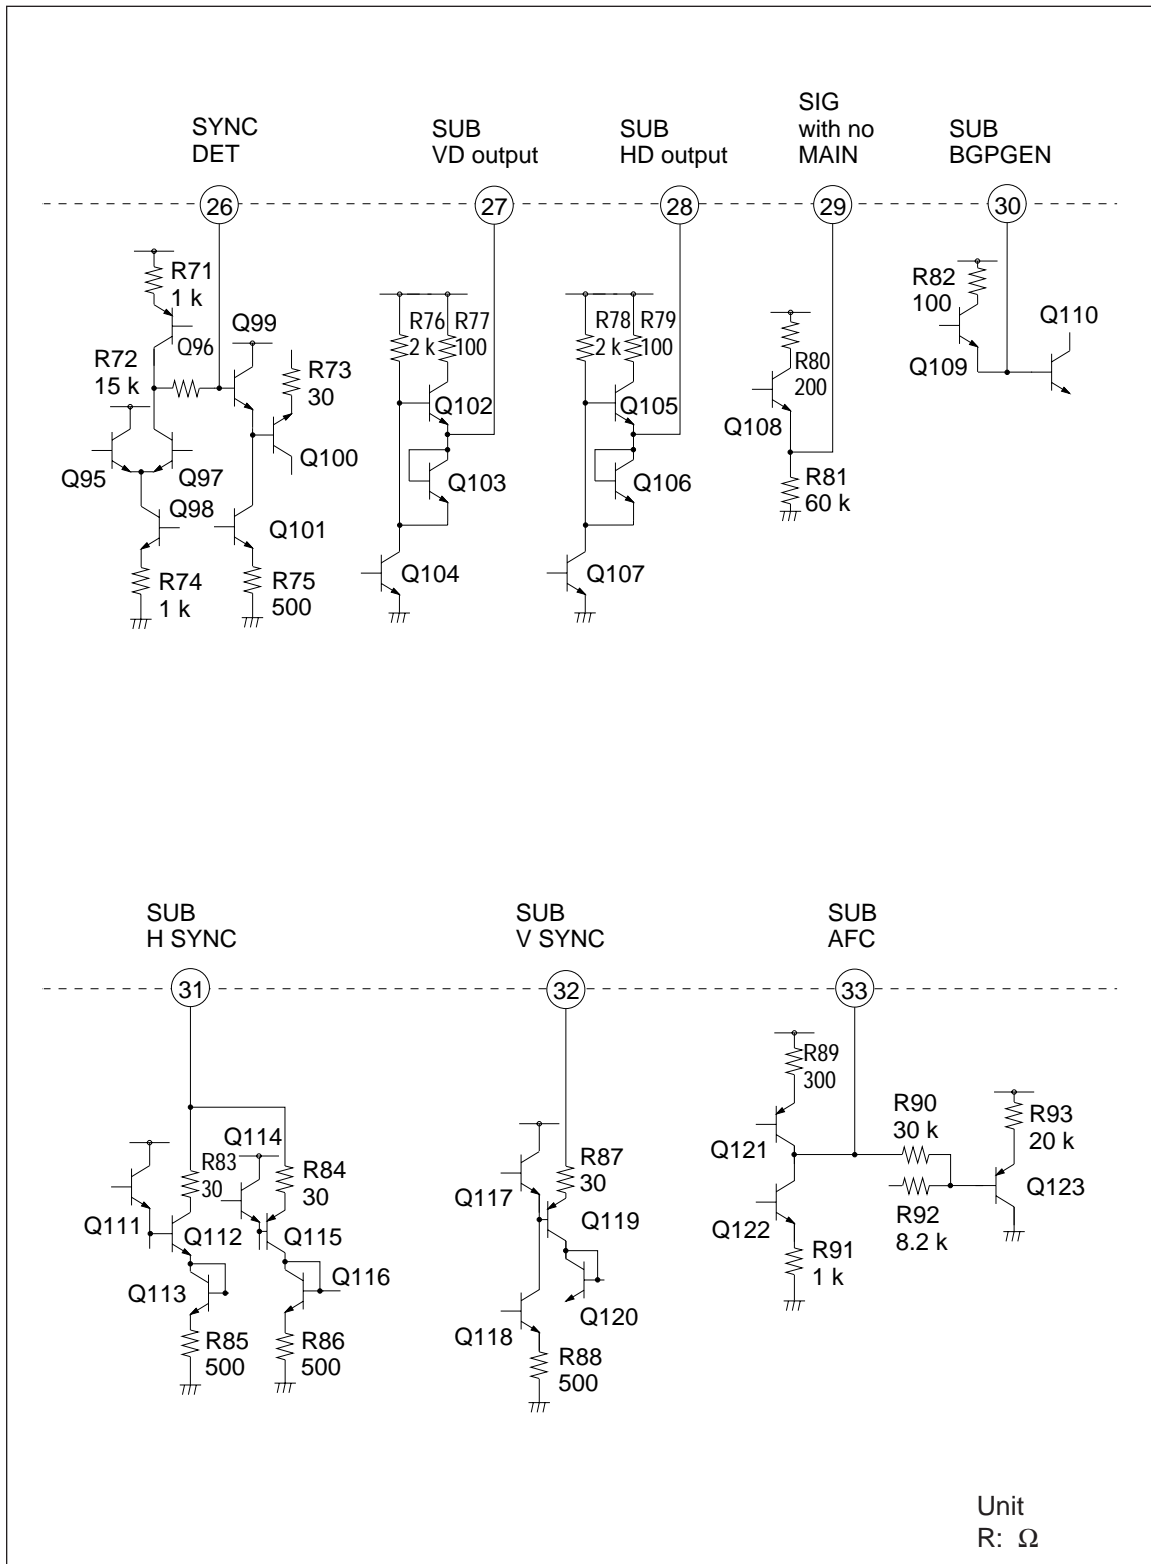 SYNC
DET
SUB
VD output
SUB
HD output
SIG
with no
MAIN
SUB
BGPGEN
26
27
28
29
30
R71
1 k
Q96
Q99
R72
15 k
R73
30
Q95
Q97
Q100
Q98
Q101
R74
1 k
R75
500
R76
2 k
R77
100
Q102
Q103
Q104
R78
2 k
R79
100
Q105
Q106
Q107
R80
200
Q108
R81
60 k
R82
100
Q109
Q110
SUB
H SYNC
SUB
V SYNC
SUB
AFC
31
32
33
Q114
R83
30
R84
30
Q111
Q112
Q115
Q113
Q116
R85
500
R86
500
R87
30
Q117
Q119
Q118
Q120
R88
500
R89
300
R90
30 k
R93
20 k
Q121
Q123
Q122
R92
8.2 k
R91
1 k
Unit
R: Ω